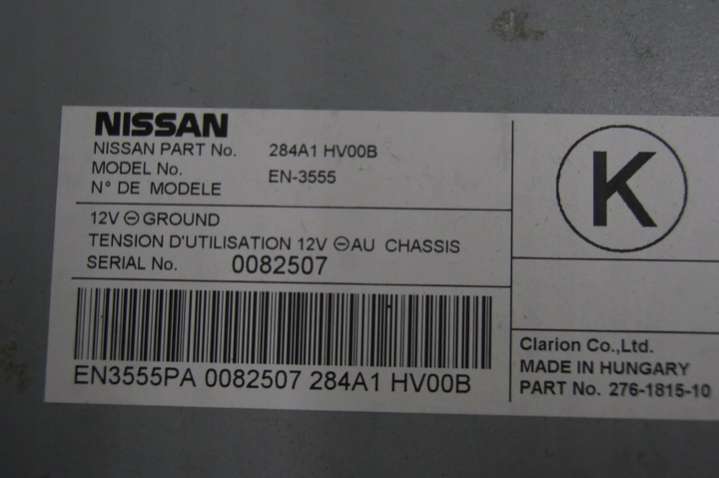 NISSAN
NISSAN PART No. 284A1 HV00B
MODEL No.
N° DE MODELE EN-3555
12V ⊖ GROUND
TENSION D'UTILISATION 12V ⊖ AU CHASSIS
SERIAL No. 0082507
EN3555PA 0082507 284A1 HV00B
K
Clarion Co.,Ltd.
MADE IN HUNGARY
PART No. 276-1815-10